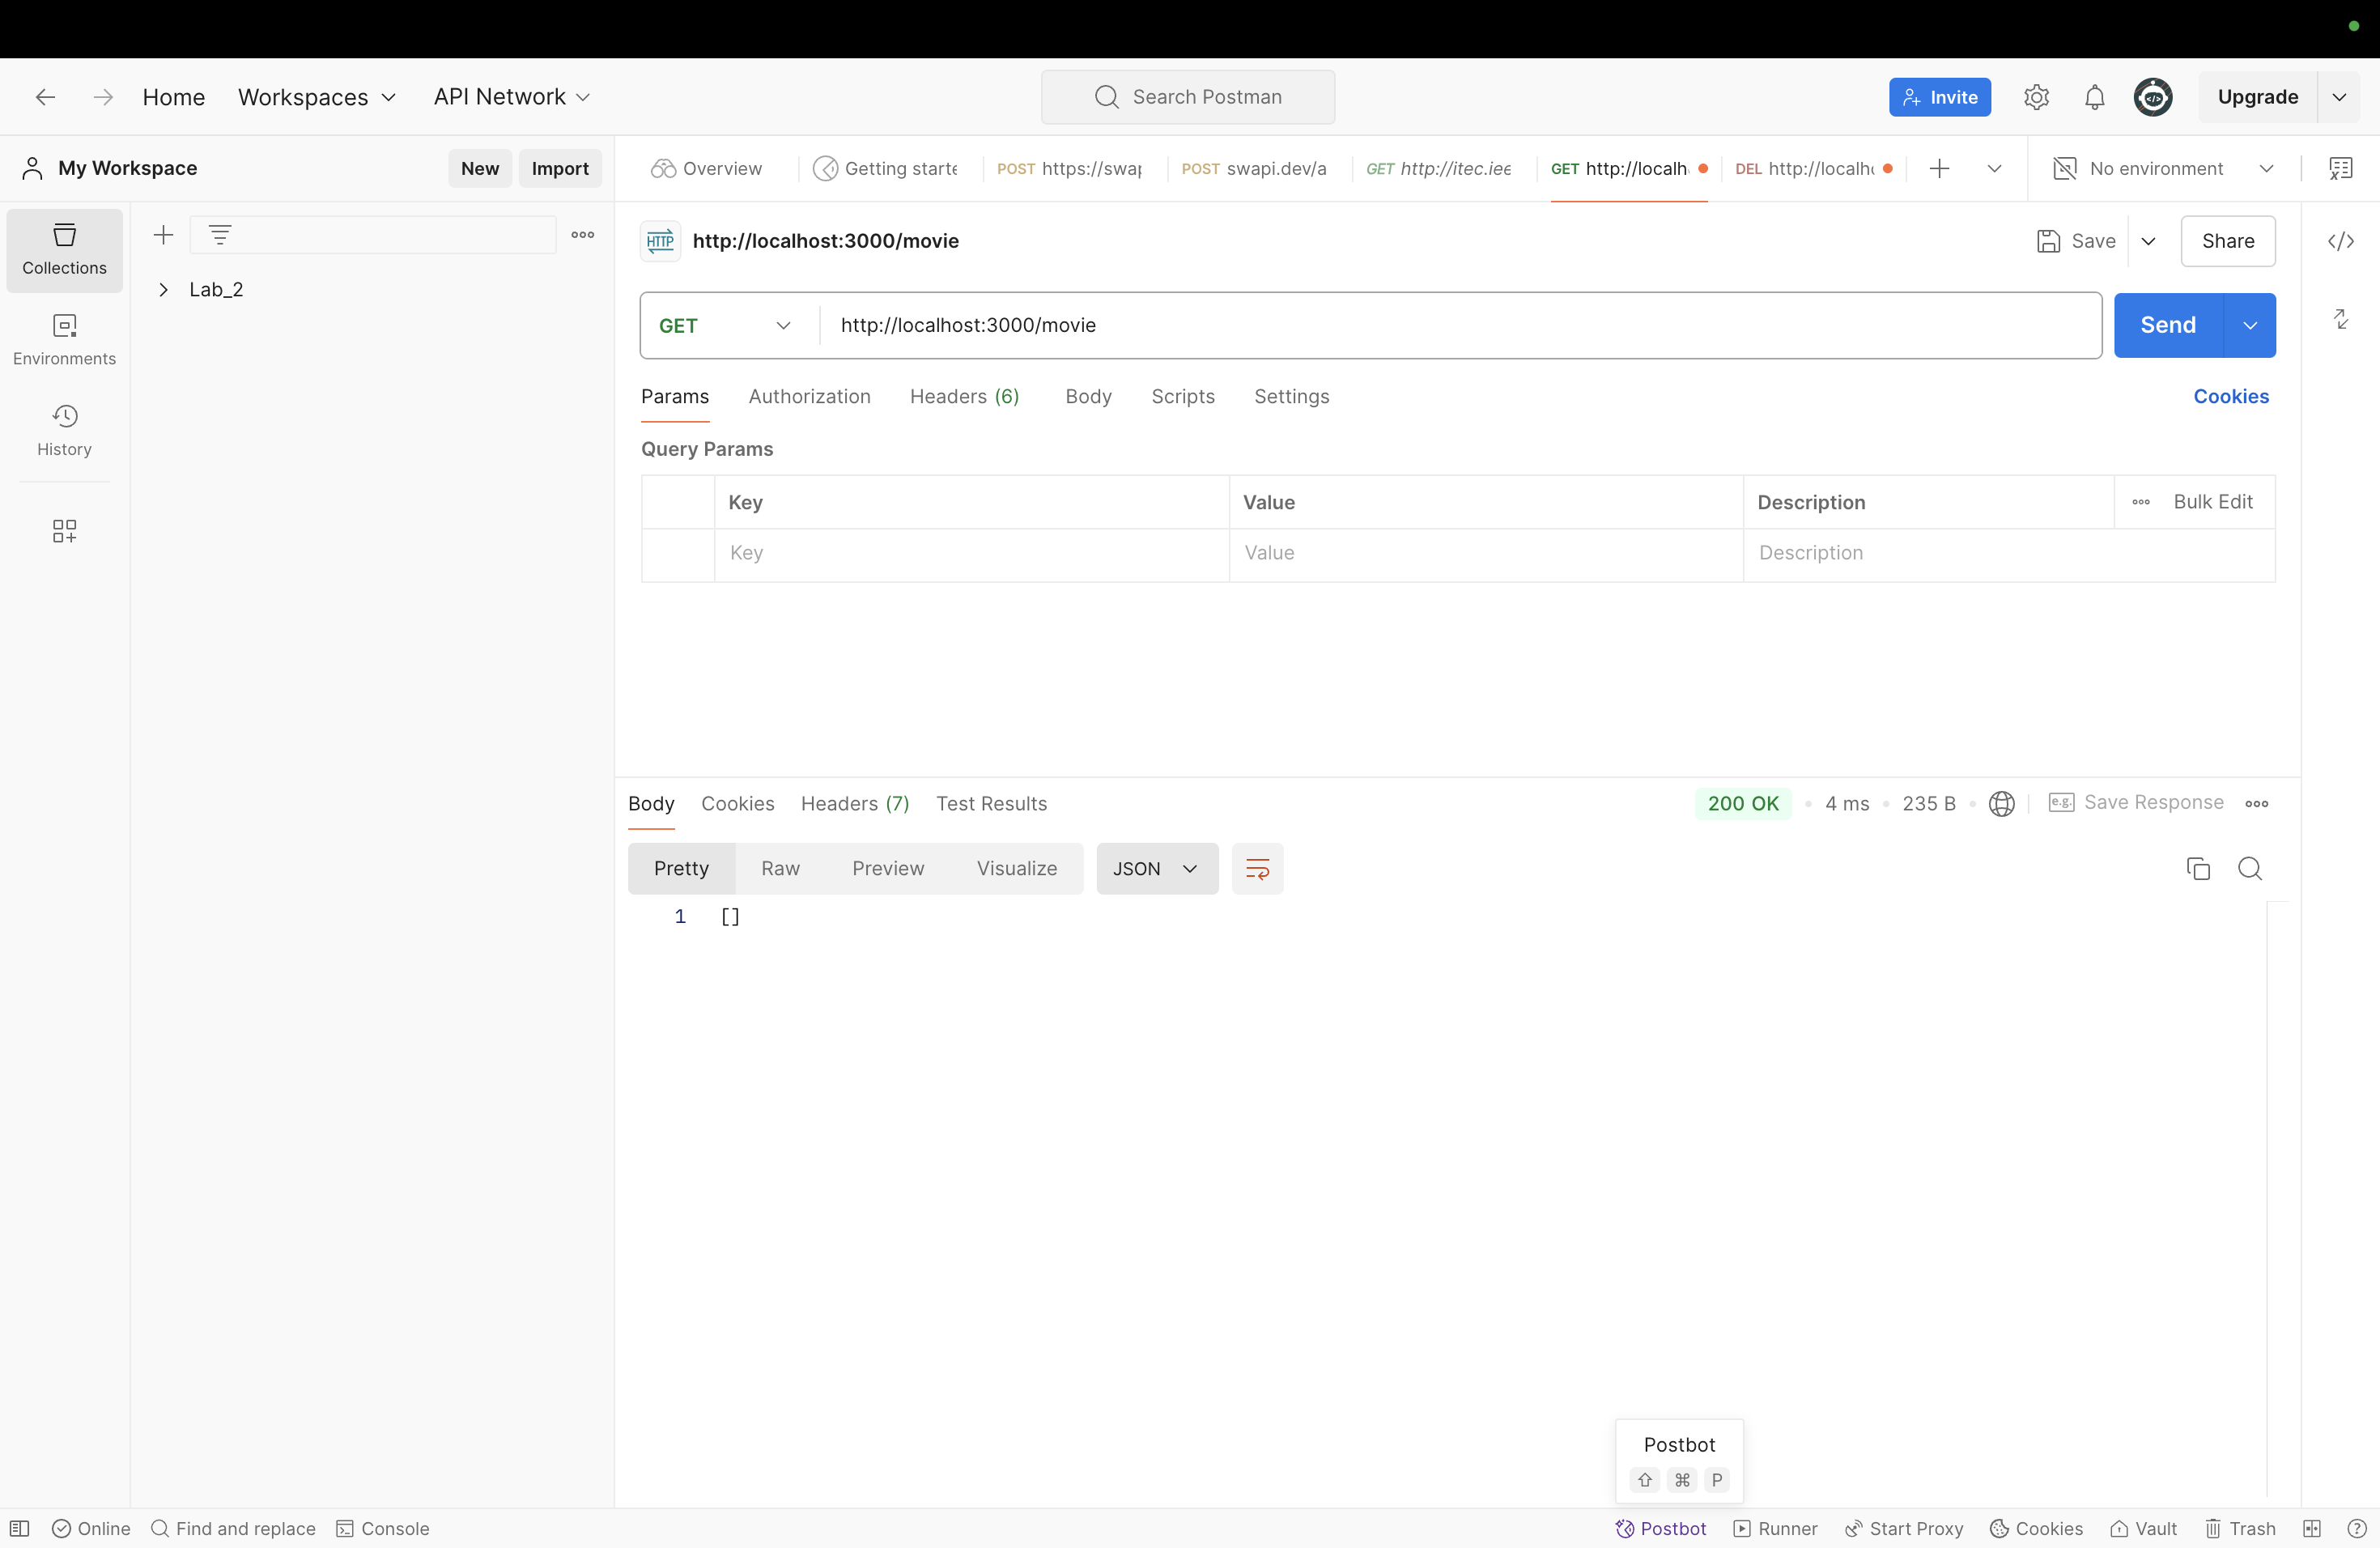 Home Workspaces API Network Search Postman Invite Upgrade
My Workspace New Import Overview Getting starte POST https://swap POST swapi.dev/a GET http://itec.iee GET http://localh DEL http://localho No environment
Collections
Environments
History
Lab_2
HTTP http://localhost:3000/movie Save Share
GET http://localhost:3000/movie Send
Params Authorization Headers (6) Body Scripts Settings Cookies
Query Params
Key Value Description Bulk Edit
Key Value Description
Body Cookies Headers (7) Test Results 200 OK 4 ms 235 B e.g. Save Response
Pretty Raw Preview Visualize JSON
1 []
Postbot
⇧ ⌘ P
Online Find and replace Console Postbot Runner Start Proxy Cookies Vault Trash